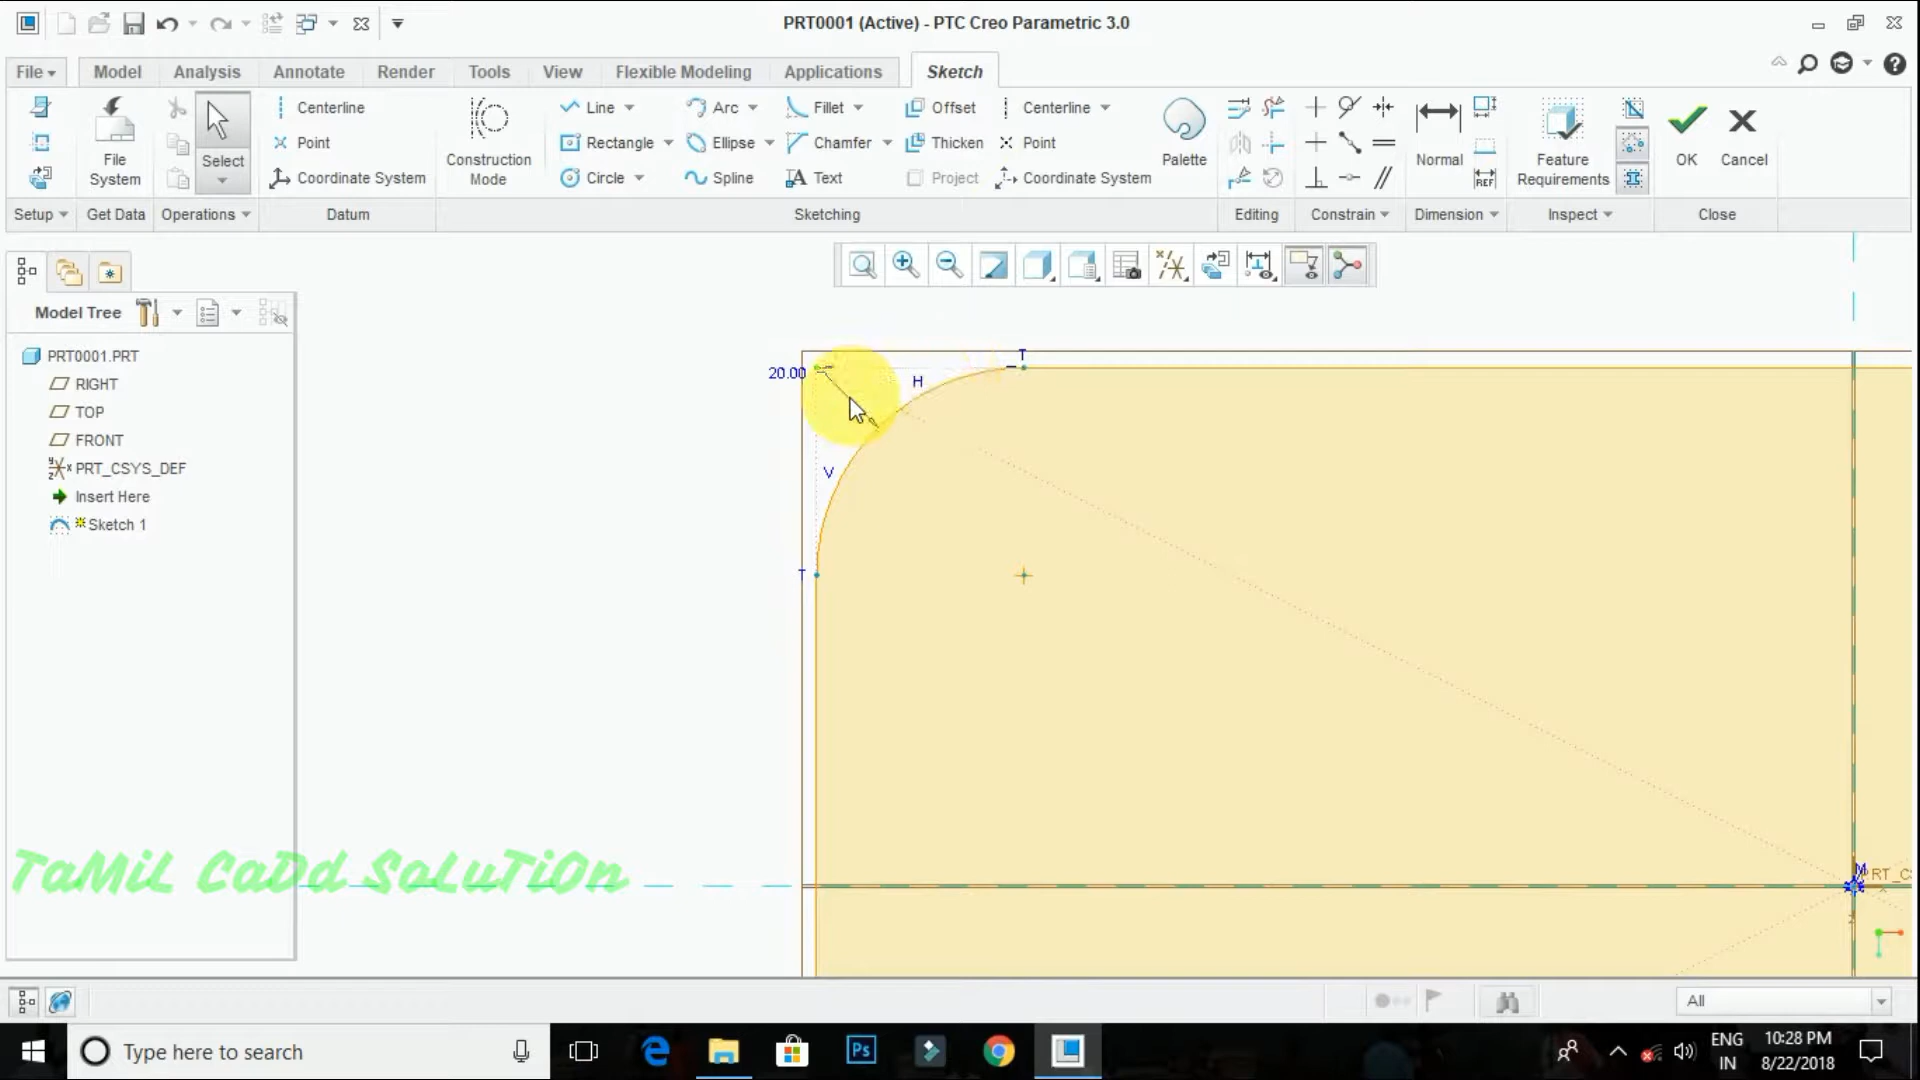 PRT0001 (Active) - PTC Creo Parametric 3.0
File Model Analysis Annotate Render Tools View Flexible Modeling Applications Sketch
Centerline Line Arc Fillet Offset Centerline
Point Rectangle Ellipse Chamfer Thicken Point
File System Select Coordinate System Construction Mode Circle Spline Text Project Coordinate System Palette Normal Feature Requirements OK Cancel
REF
Setup Get Data Operations Datum Sketching Editing Constrain Dimension Inspect Close
Model Tree
PRT0001.PRT
RIGHT
TOP
FRONT
PRT_CSYS_DEF
Insert Here
Sketch 1
T
20.00
H
V
T
M
PRT_C
TaMiL CaDd SoLuTiOn
All
Type here to search
Ps
ENG
IN
10:28 PM
8/22/2018